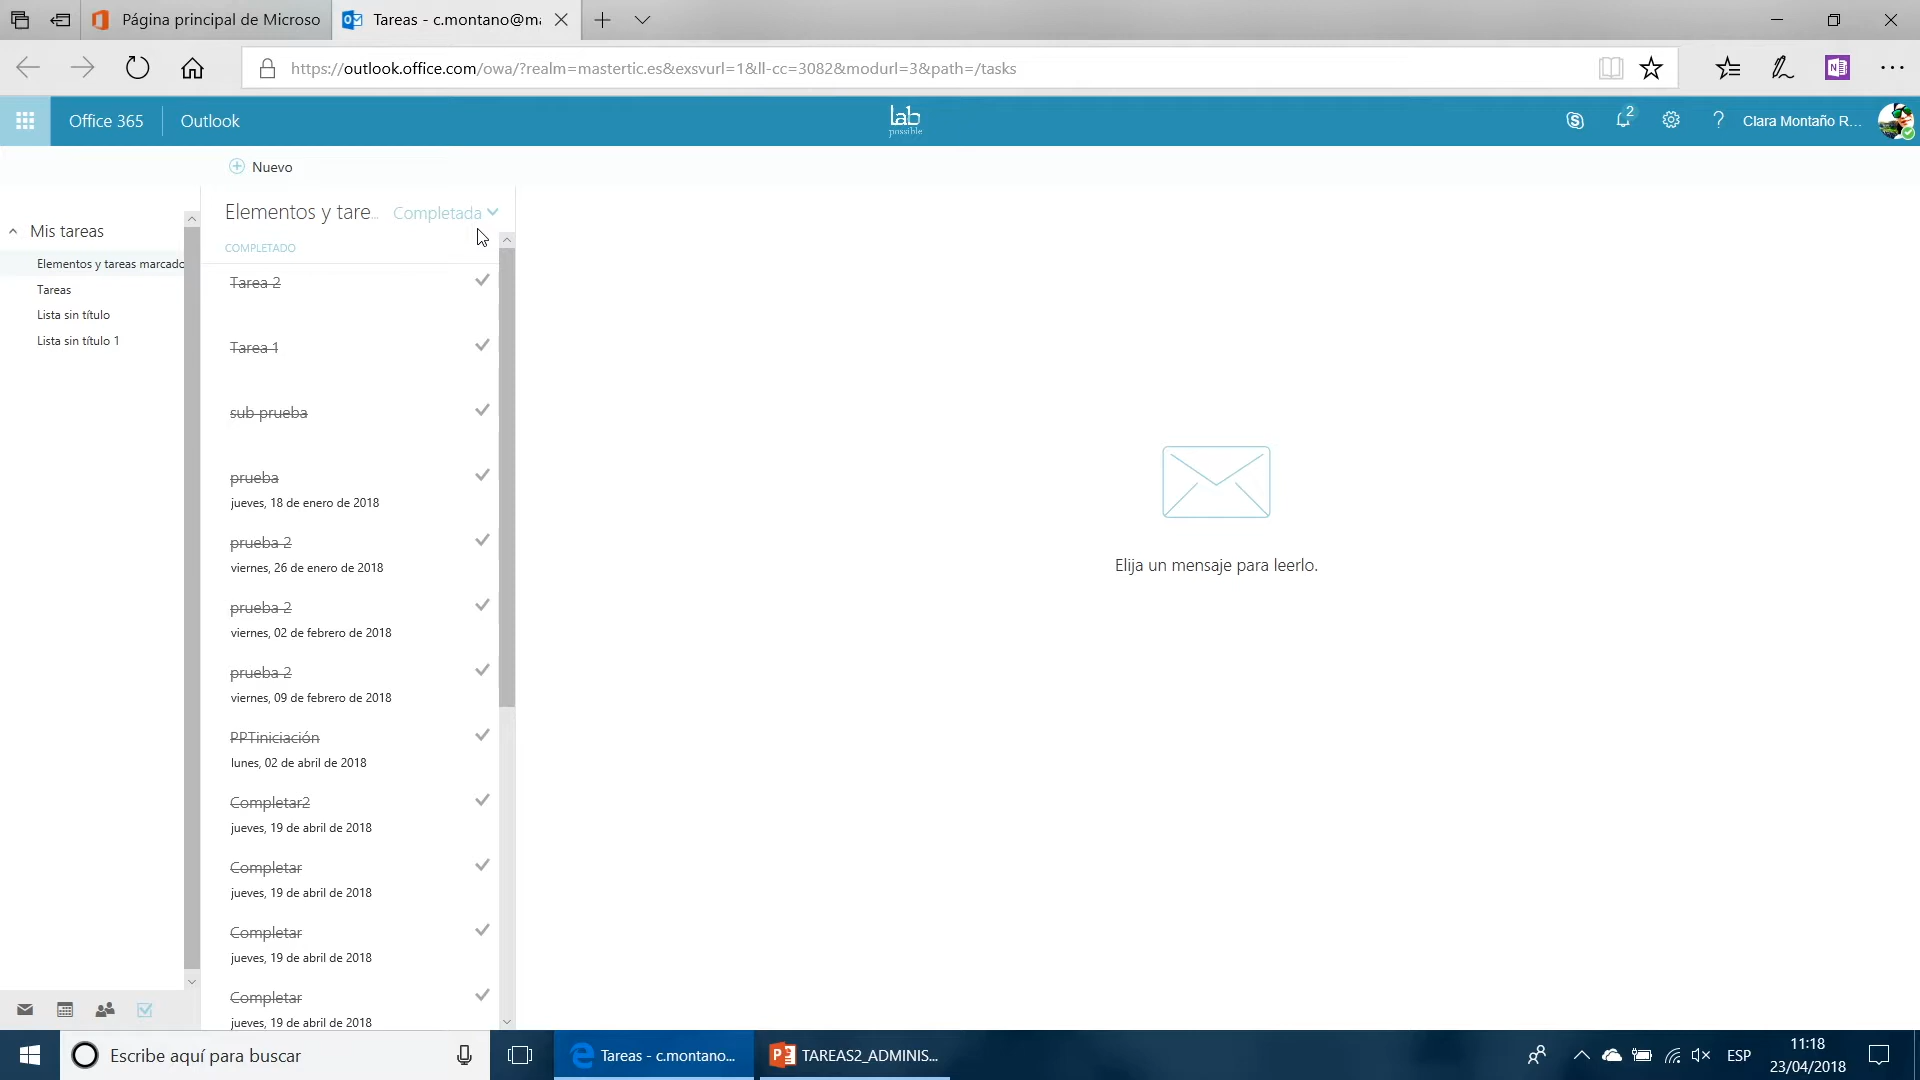 Página principal de Microso
Tareas - c.montano@ma
https://outlook.office.com/owa/?realm=mastertic.es&exsvurl=1&ll-cc=3082&modurl=3&path=/tasks
Office 365
Outlook
lab
possible
2
Clara Montaño R...
Nuevo
Mis tareas
Elementos y tareas marcado
Tareas
Lista sin título
Lista sin título 1
Elementos y tare...
Completada
COMPLETADO
Tarea 2
Tarea 1
sub prueba
prueba
jueves, 18 de enero de 2018
prueba 2
viernes, 26 de enero de 2018
prueba 2
viernes, 02 de febrero de 2018
prueba 2
viernes, 09 de febrero de 2018
PPTiniciación
lunes, 02 de abril de 2018
Completar2
jueves, 19 de abril de 2018
Completar
jueves, 19 de abril de 2018
Completar
jueves, 19 de abril de 2018
Completar
jueves, 19 de abril de 2018
Elija un mensaje para leerlo.
Escribe aquí para buscar
Tareas - c.montano...
TAREAS2_ADMINIS...
ESP
11:18
23/04/2018